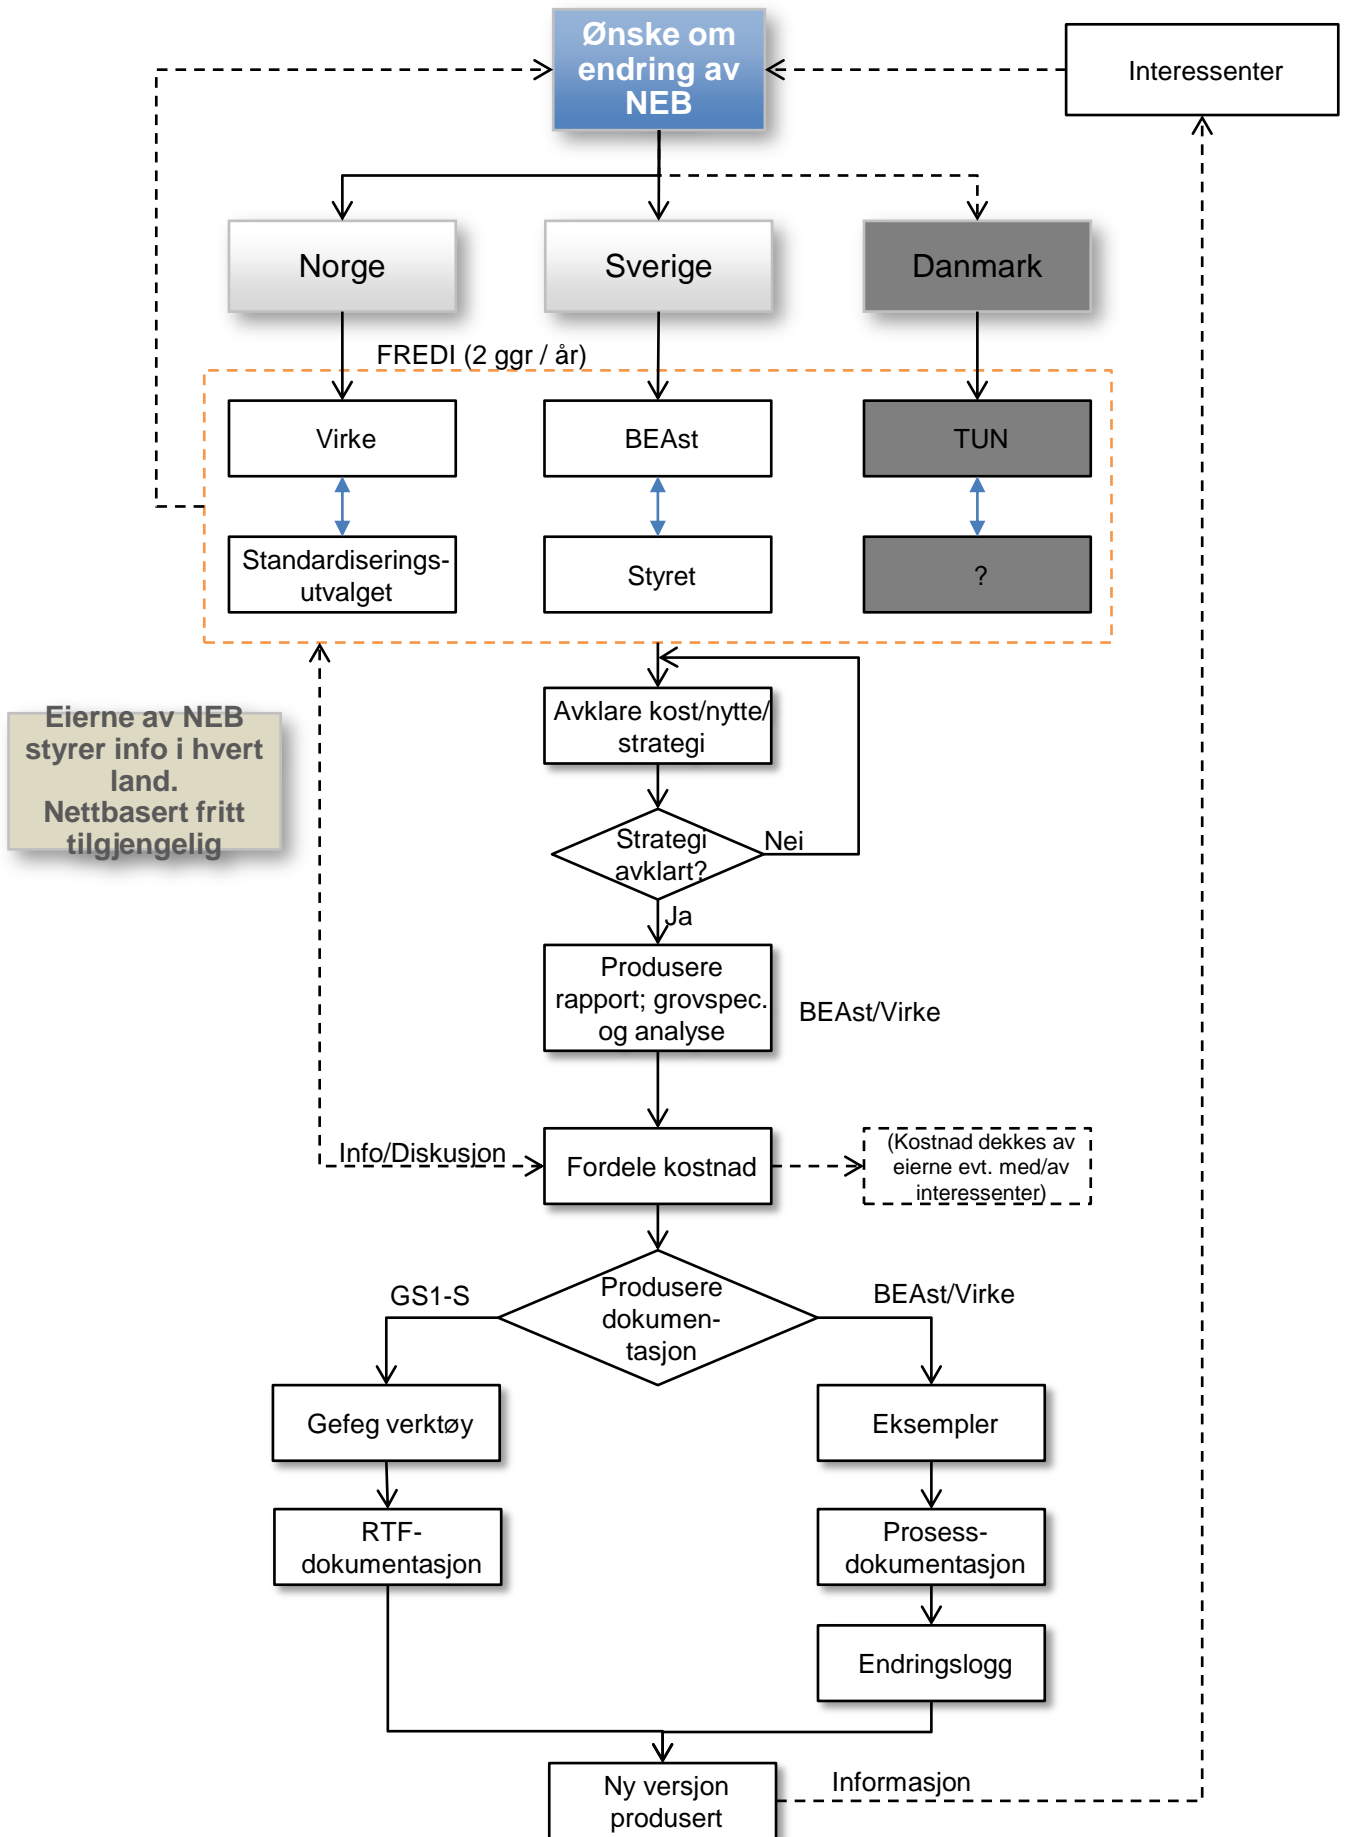 Ønske om
endring av
NEB
Interessenter
Norge
Sverige
Danmark
FREDI (2 ggr / år)
Virke
BEAst
TUN
Standardiserings-
utvalget
Styret
?
Avklare kost/nytte/
strategi
Eierne av NEB
styrer info i hvert
land.
Nettbasert fritt
tilgjengelig
Strategi
avklart?
Nei
Ja
Produsere
rapport; grovspec.
og analyse
BEAst/Virke
Info/Diskusjon
Fordele kostnad
(Kostnad dekkes av
eierne evt. med/av
interessenter)
GS1-S
Produsere
dokumen-
tasjon
BEAst/Virke
Gefeg verktøy
Eksempler
RTF-
dokumentasjon
Prosess-
dokumentasjon
Endringslogg
Ny versjon
produsert
Informasjon